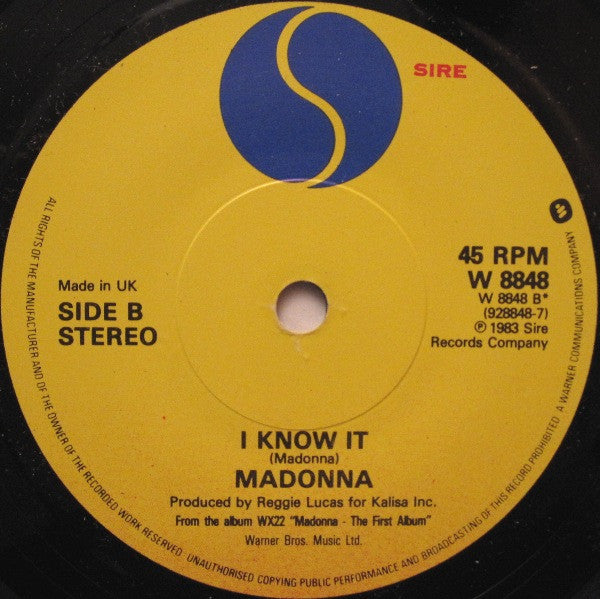 SIRE
Made in UK
SIDE B
STEREO
45 RPM
W 8848
W 8848 B*
(928848-7)
℗ 1983 Sire
Records Company
I KNOW IT
(Madonna)
MADONNA
Produced by Reggie Lucas for Kalisa Inc.
From the album WX22 "Madonna - The First Album"
Warner Bros. Music Ltd.
ALL RIGHTS OF THE MANUFACTURER AND OF THE OWNER OF THE RECORDED WORK RESERVED. UNAUTHORISED COPYING PUBLIC PERFORMANCE AND BROADCASTING OF THIS RECORD PROHIBITED. A WARNER COMMUNICATIONS COMPANY